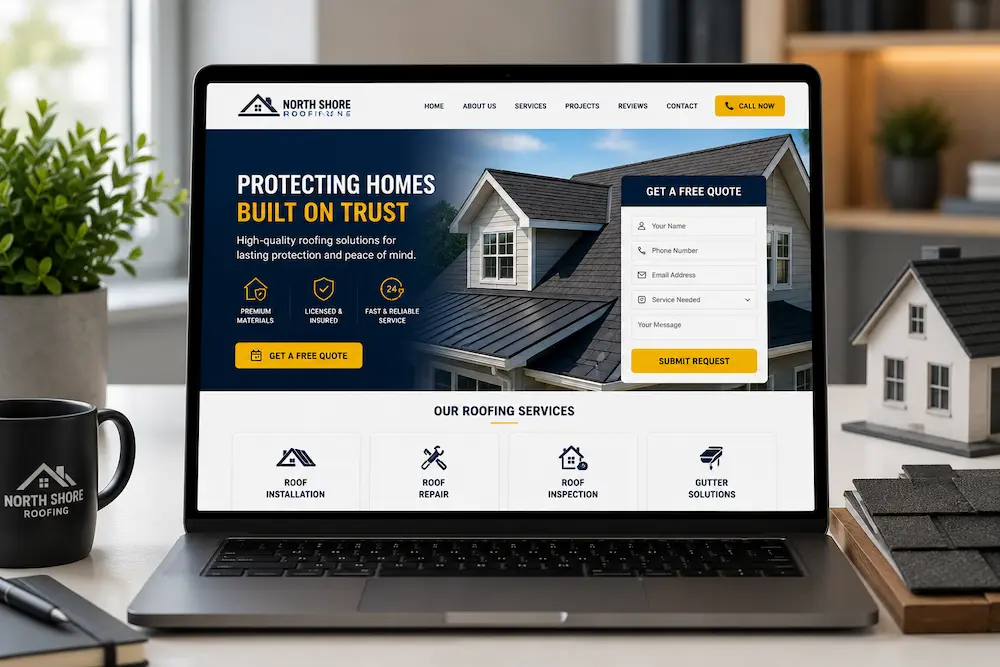 NORTH SHORE
HOME
ABOUT US
SERVICES
PROJECTS
REVIEWS
CONTACT
CALL NOW
PROTECTING HOMES
BUILT ON TRUST
High-quality roofing solutions for
lasting protection and peace of mind.
PREMIUM
MATERIALS
LICENSED &
INSURED
24
FAST & RELIABLE
SERVICE
GET A FREE QUOTE
GET A FREE QUOTE
Your Name
Phone Number
Email Address
Service Needed
Your Message
SUBMIT REQUEST
OUR ROOFING SERVICES
ROOF
INSTALLATION
ROOF
REPAIR
ROOF
INSPECTION
GUTTER
SOLUTIONS
NORTH SHORE
ROOFING